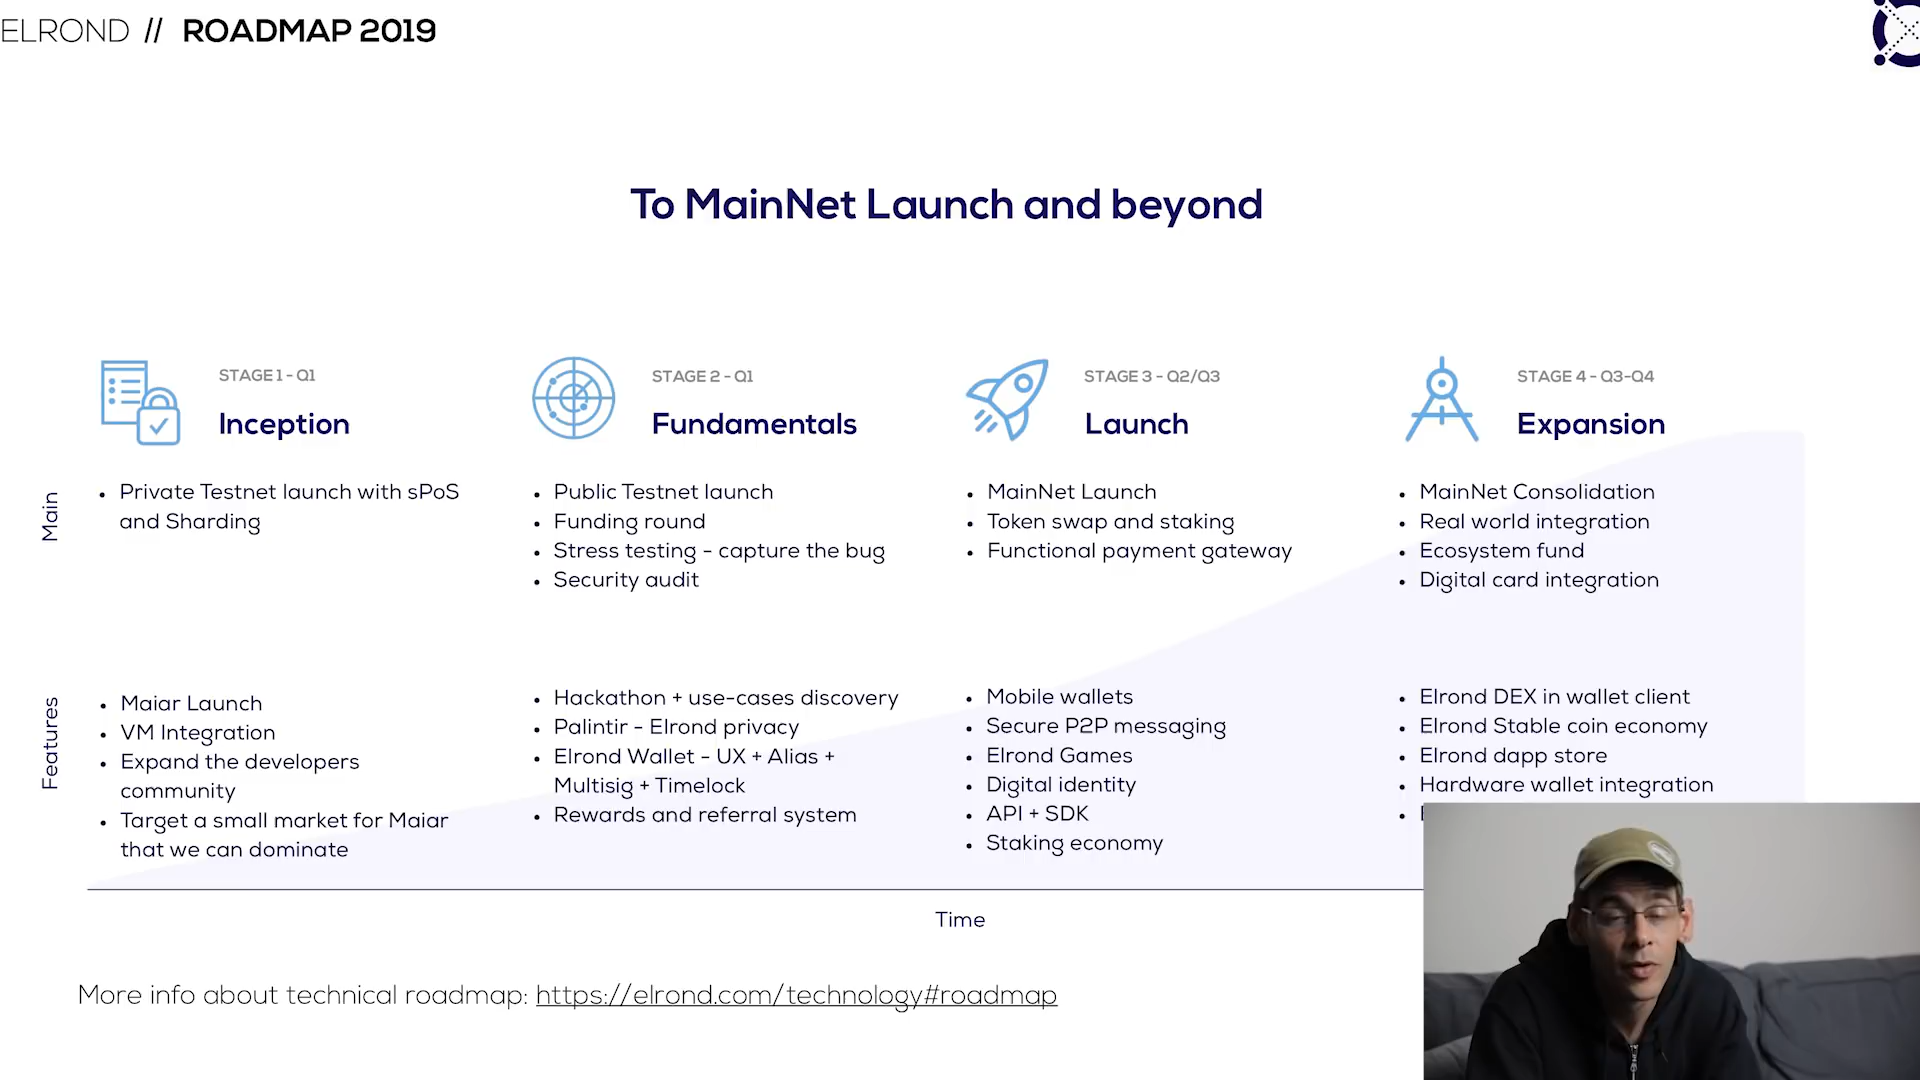 ELROND // ROADMAP 2019
To MainNet Launch and beyond
STAGE 1 - Q1
Inception
STAGE 2 - Q1
Fundamentals
STAGE 3 - Q2/Q3
Launch
STAGE 4 - Q3-Q4
Expansion
Main
• Private Testnet launch with sPoS
and Sharding
• Public Testnet launch
• Funding round
• Stress testing - capture the bug
• Security audit
• MainNet Launch
• Token swap and staking
• Functional payment gateway
• MainNet Consolidation
• Real world integration
• Ecosystem fund
• Digital card integration
Features
• Maiar Launch
• VM Integration
• Expand the developers
community
• Target a small market for Maiar
that we can dominate
• Hackathon + use-cases discovery
• Palintir - Elrond privacy
• Elrond Wallet - UX + Alias +
Multisig + Timelock
• Rewards and referral system
• Mobile wallets
• Secure P2P messaging
• Elrond Games
• Digital identity
• API + SDK
• Staking economy
• Elrond DEX in wallet client
• Elrond Stable coin economy
• Elrond dapp store
• Hardware wallet integration
Time
More info about technical roadmap: https://elrond.com/technology#roadmap